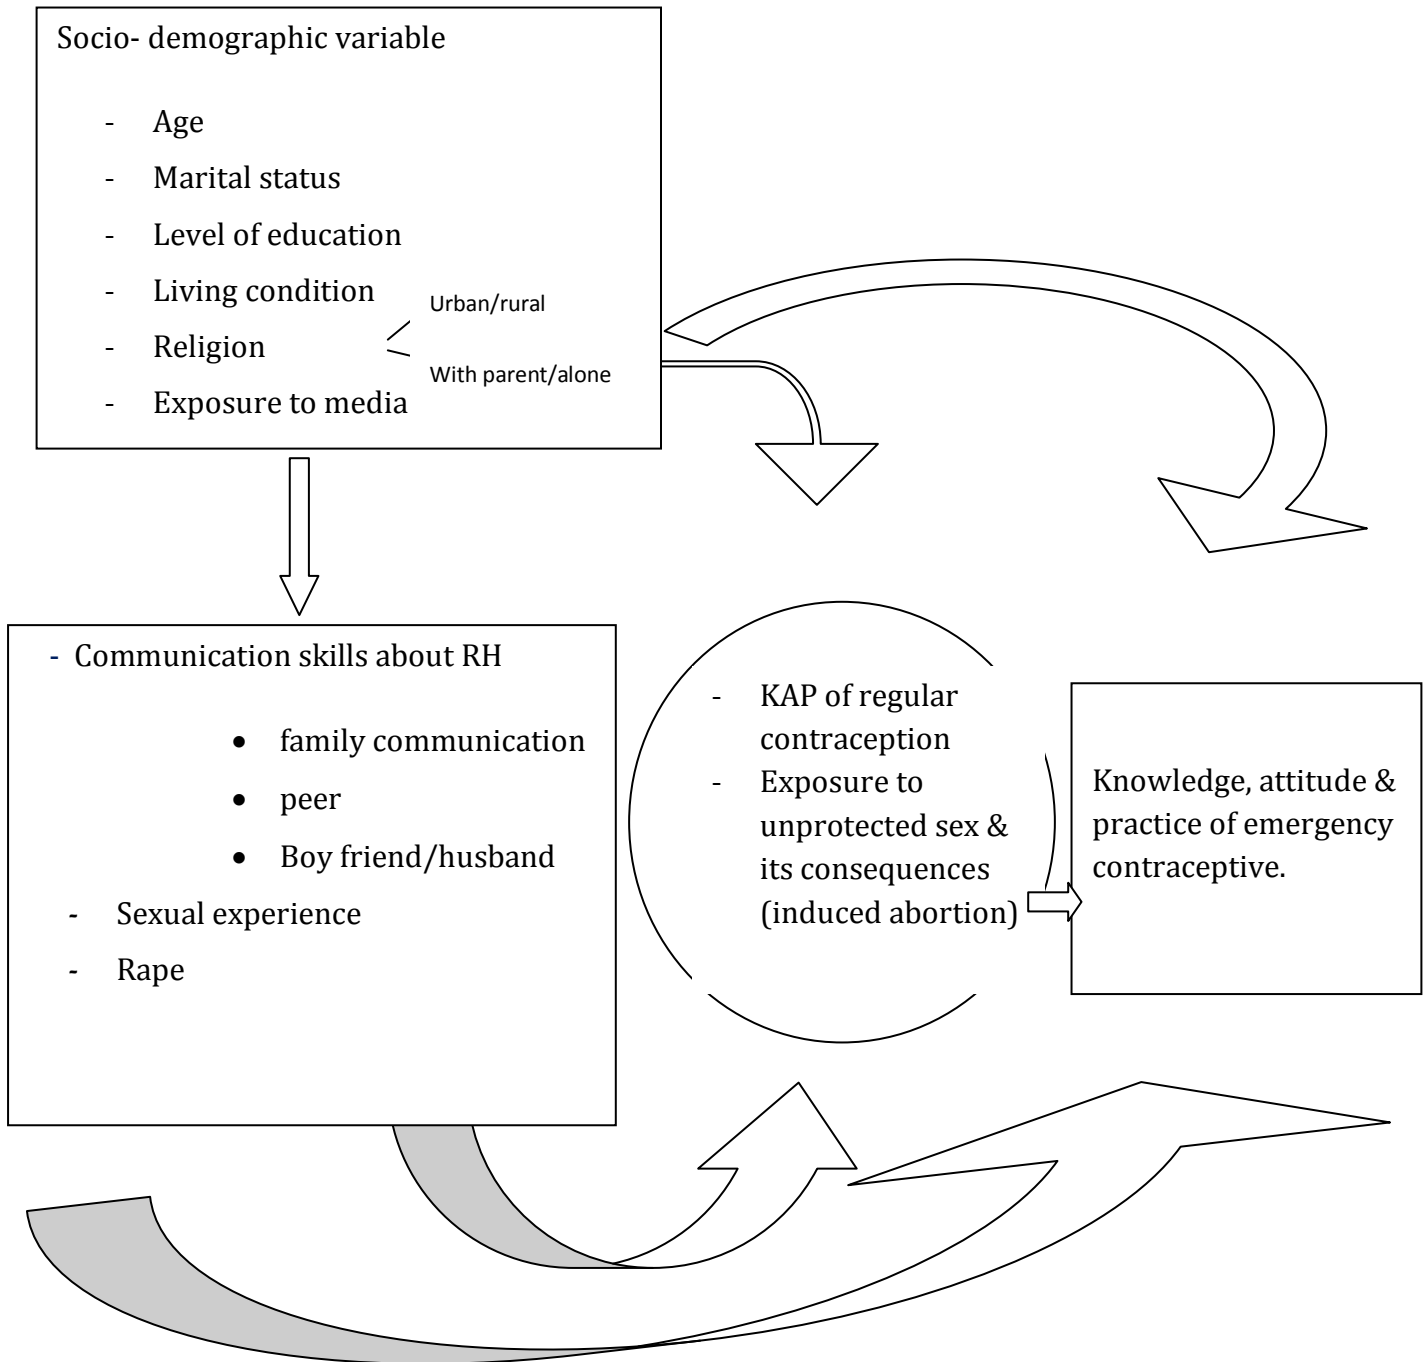 Socio- demographic variable
- Age
- Marital status
- Level of education
- Living condition
Urban/rural
- Religion
With parent/alone
- Exposure to media
- Communication skills about RH
• family communication
• peer
• Boy friend/husband
- Sexual experience
- Rape
- KAP of regular
contraception
- Exposure to
unprotected sex &
its consequences
(induced abortion)
Knowledge, attitude &
practice of emergency
contraceptive.